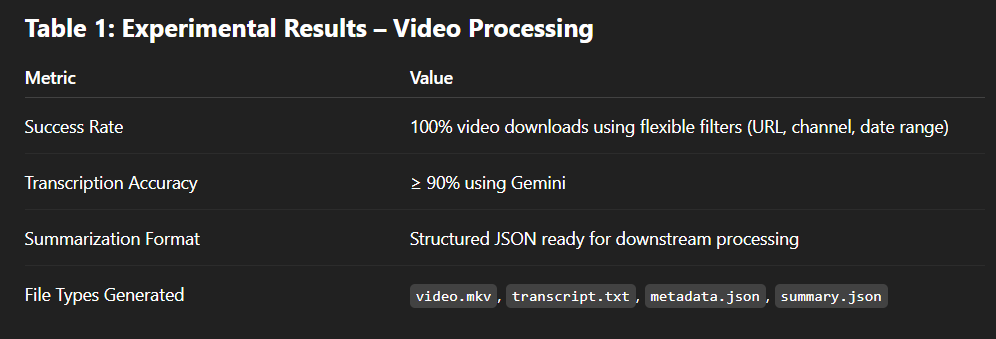 Table 1: Experimental Results – Video Processing
Metric Value
Success Rate 100% video downloads using flexible filters (URL, channel, date range)
Transcription Accuracy ≥ 90% using Gemini
Summarization Format Structured JSON ready for downstream processing
File Types Generated video.mkv, transcript.txt, metadata.json, summary.json